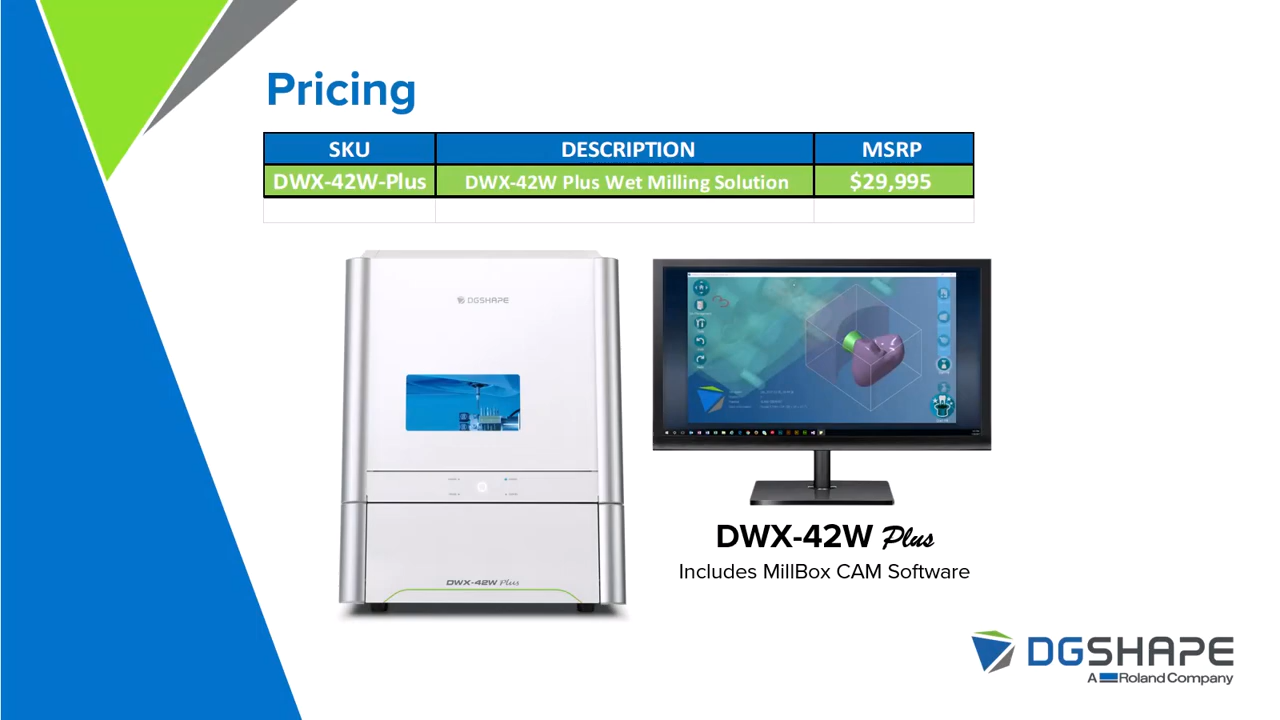 Pricing
SKU DESCRIPTION MSRP
DWX-42W-Plus DWX-42W Plus Wet Milling Solution $29,995
DGSHAPE
DWX-42W Plus
DWX-42W Plus
Includes MillBox CAM Software
DGSHAPE
A Roland Company